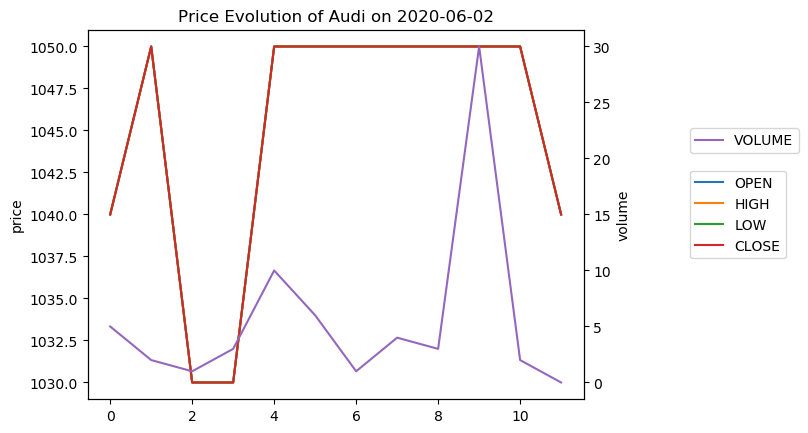 Price Evolution of Audi on 2020-06-02
price
1050.0
1047.5
1045.0
1042.5
1040.0
1037.5
1035.0
1032.5
1030.0
0
2
4
6
8
10
30
25
20
15
10
5
0
volume
VOLUME
OPEN
HIGH
LOW
CLOSE